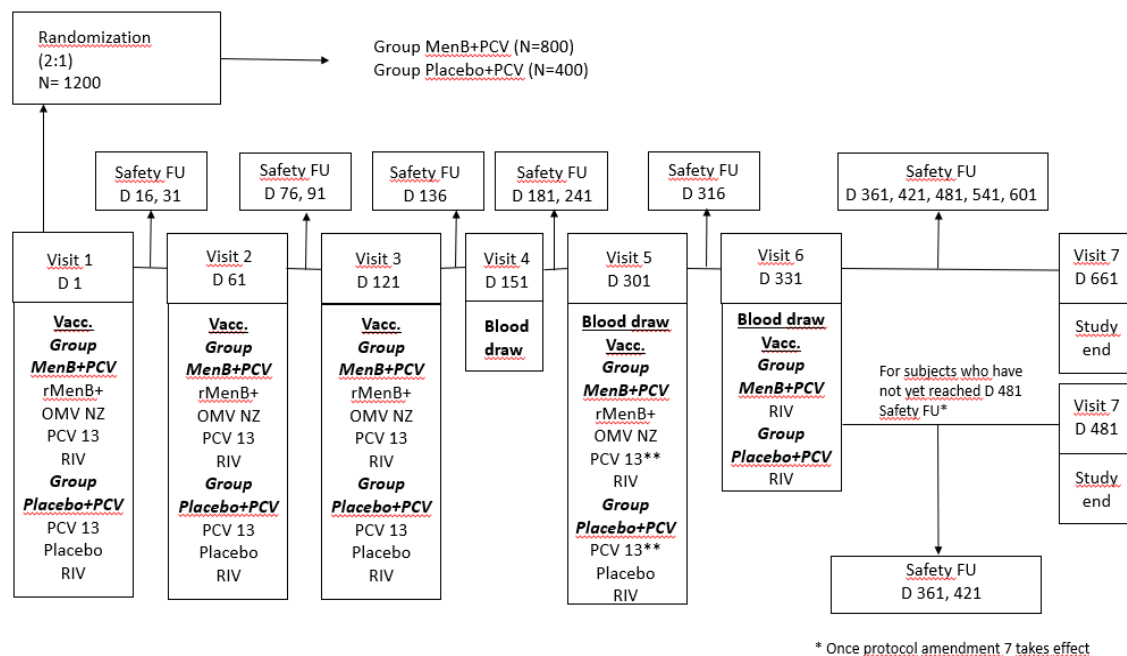 Randomization
(2:1)
N= 1200
Group MenB+PCV (N=800)
Group Placebo+PCV (N=400)
Safety FU
D 16, 31
Safety FU
D 76, 91
Safety FU
D 136
Safety FU
D 181, 241
Safety FU
D 316
Safety FU
D 361, 421, 481, 541, 601
Visit 1
D 1
Vacc.
Group
MenB+PCV
rMenB+
OMV NZ
PCV 13
RIV
Group
Placebo+PCV
PCV 13
Placebo
RIV
Visit 2
D 61
Vacc.
Group
MenB+PCV
rMenB+
OMV NZ
PCV 13
RIV
Group
Placebo+PCV
PCV 13
Placebo
RIV
Visit 3
D 121
Vacc.
Group
MenB+PCV
rMenB+
OMV NZ
PCV 13
RIV
Group
Placebo+PCV
PCV 13
Placebo
RIV
Visit 4
D 151
Blood
draw
Visit 5
D 301
Blood draw
Vacc.
Group
MenB+PCV
rMenB+
OMV NZ
PCV 13**
RIV
Group
Placebo+PCV
PCV 13**
Placebo
RIV
Visit 6
D 331
Blood draw
Vacc.
Group
MenB+PCV
RIV
Group
Placebo+PCV
RIV
For subjects who have
not yet reached D 481
Safety FU*
Visit 7
D 661
Study
end
Visit 7
D 481
Study
end
Safety FU
D 361, 421
* Once protocol amendment 7 takes effect